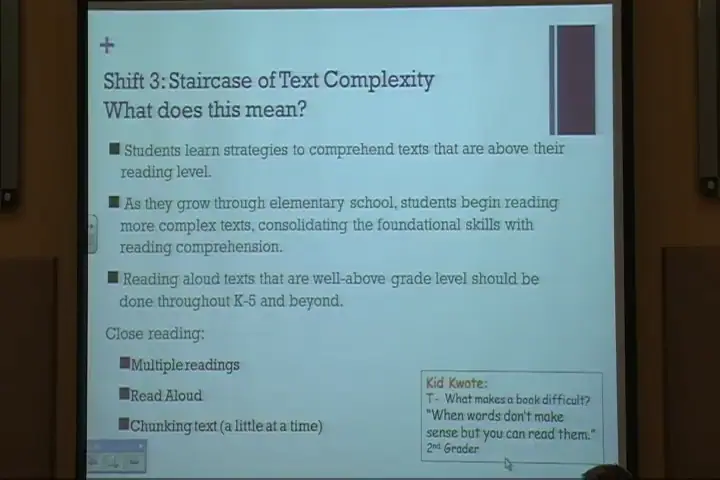 +
Shift 3: Staircase of Text Complexity
What does this mean?
Students learn strategies to comprehend texts that are above their
reading level.
As they grow through elementary school, students begin reading
more complex texts, consolidating the foundational skills with
reading comprehension.
Reading aloud texts that are well-above grade level should be
done throughout K-5 and beyond.
Close reading:
Multiple readings
Read Aloud
Chunking text (a little at a time)
Kid Kwote:
T- What makes a book difficult?
"When words don't make
sense but you can read them."
2nd Grader